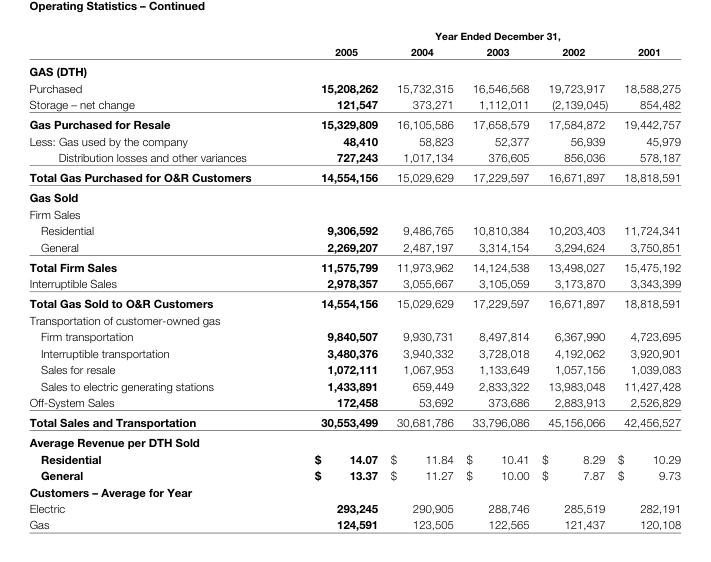 Operating Statistics – Continued
Year Ended December 31,
2005 2004 2003 2002 2001
GAS (DTH)
Purchased 15,208,262 15,732,315 16,546,568 19,723,917 18,588,275
Storage – net change 121,547 373,271 1,112,011 (2,139,045) 854,482
Gas Purchased for Resale 15,329,809 16,105,586 17,658,579 17,584,872 19,442,757
Less: Gas used by the company 48,410 58,823 52,377 56,939 45,979
Distribution losses and other variances 727,243 1,017,134 376,605 856,036 578,187
Total Gas Purchased for O&R Customers 14,554,156 15,029,629 17,229,597 16,671,897 18,818,591
Gas Sold
Firm Sales
Residential 9,306,592 9,486,765 10,810,384 10,203,403 11,724,341
General 2,269,207 2,487,197 3,314,154 3,294,624 3,750,851
Total Firm Sales 11,575,799 11,973,962 14,124,538 13,498,027 15,475,192
Interruptible Sales 2,978,357 3,055,667 3,105,059 3,173,870 3,343,399
Total Gas Sold to O&R Customers 14,554,156 15,029,629 17,229,597 16,671,897 18,818,591
Transportation of customer-owned gas
Firm transportation 9,840,507 9,930,731 8,497,814 6,367,990 4,723,695
Interruptible transportation 3,480,376 3,940,332 3,728,018 4,192,062 3,920,901
Sales for resale 1,072,111 1,067,953 1,133,649 1,057,156 1,039,083
Sales to electric generating stations 1,433,891 659,449 2,833,322 13,983,048 11,427,428
Off-System Sales 172,458 53,692 373,686 2,883,913 2,526,829
Total Sales and Transportation 30,553,499 30,681,786 33,796,086 45,156,066 42,456,527
Average Revenue per DTH Sold
Residential $ 14.07 $ 11.84 $ 10.41 $ 8.29 $ 10.29
General $ 13.37 $ 11.27 $ 10.00 $ 7.87 $ 9.73
Customers – Average for Year
Electric 293,245 290,905 288,746 285,519 282,191
Gas 124,591 123,505 122,565 121,437 120,108